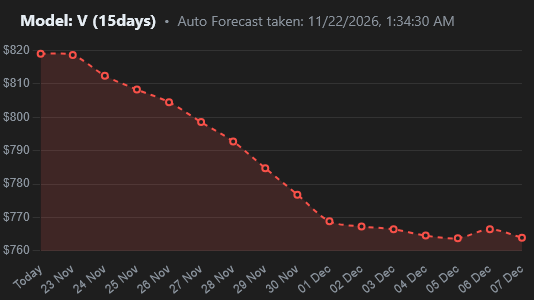 Model: V (15days) • Auto Forecast taken: 11/22/2026, 1:34:30 AM
$820
$810
$800
$790
$780
$770
$760
Today
23 Nov
24 Nov
25 Nov
26 Nov
27 Nov
28 Nov
29 Nov
30 Nov
01 Dec
02 Dec
03 Dec
04 Dec
05 Dec
06 Dec
07 Dec